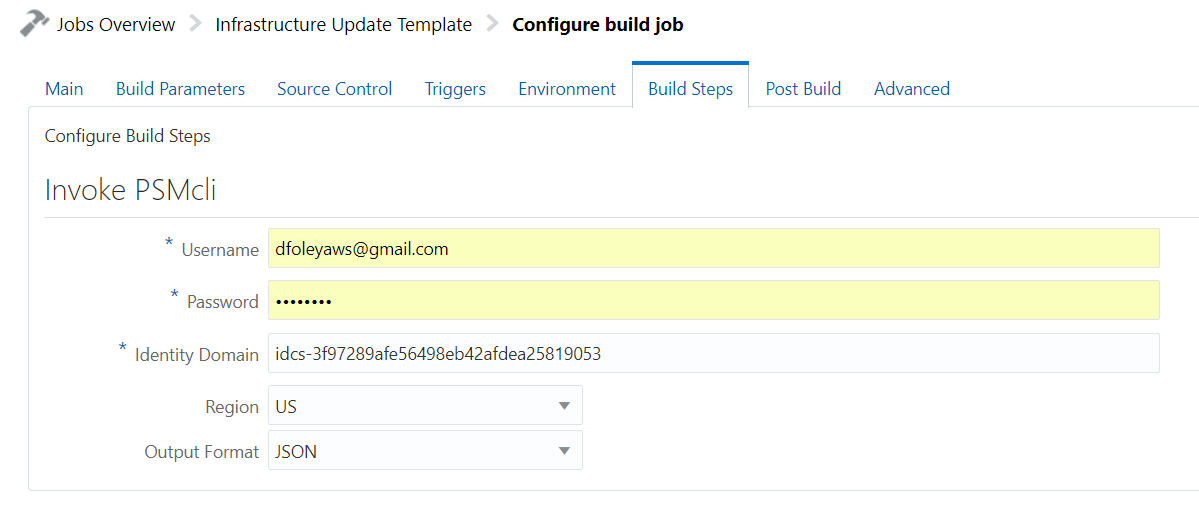 Jobs Overview > Infrastructure Update Template > Configure build job
Main Build Parameters Source Control Triggers Environment Build Steps Post Build Advanced
Configure Build Steps
Invoke PSMcli
* Username dfoleyaws@gmail.com
* Password ••••••••
* Identity Domain idcs-3f97289afe56498eb42afdea25819053
Region US
Output Format JSON